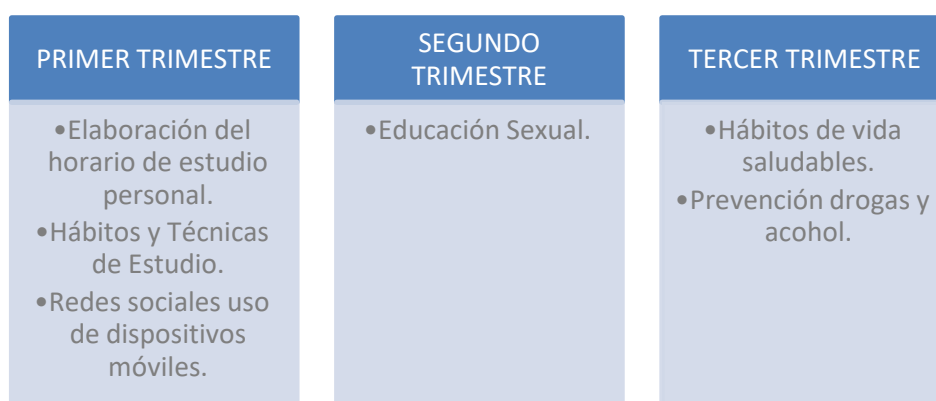 PRIMER TRIMESTRE
•Elaboración del
horario de estudio
personal.
•Hábitos y Técnicas
de Estudio.
•Redes sociales uso
de dispositivos
móviles.
SEGUNDO
TRIMESTRE
•Educación Sexual.
TERCER TRIMESTRE
•Hábitos de vida
saludables.
•Prevención drogas y
acohol.